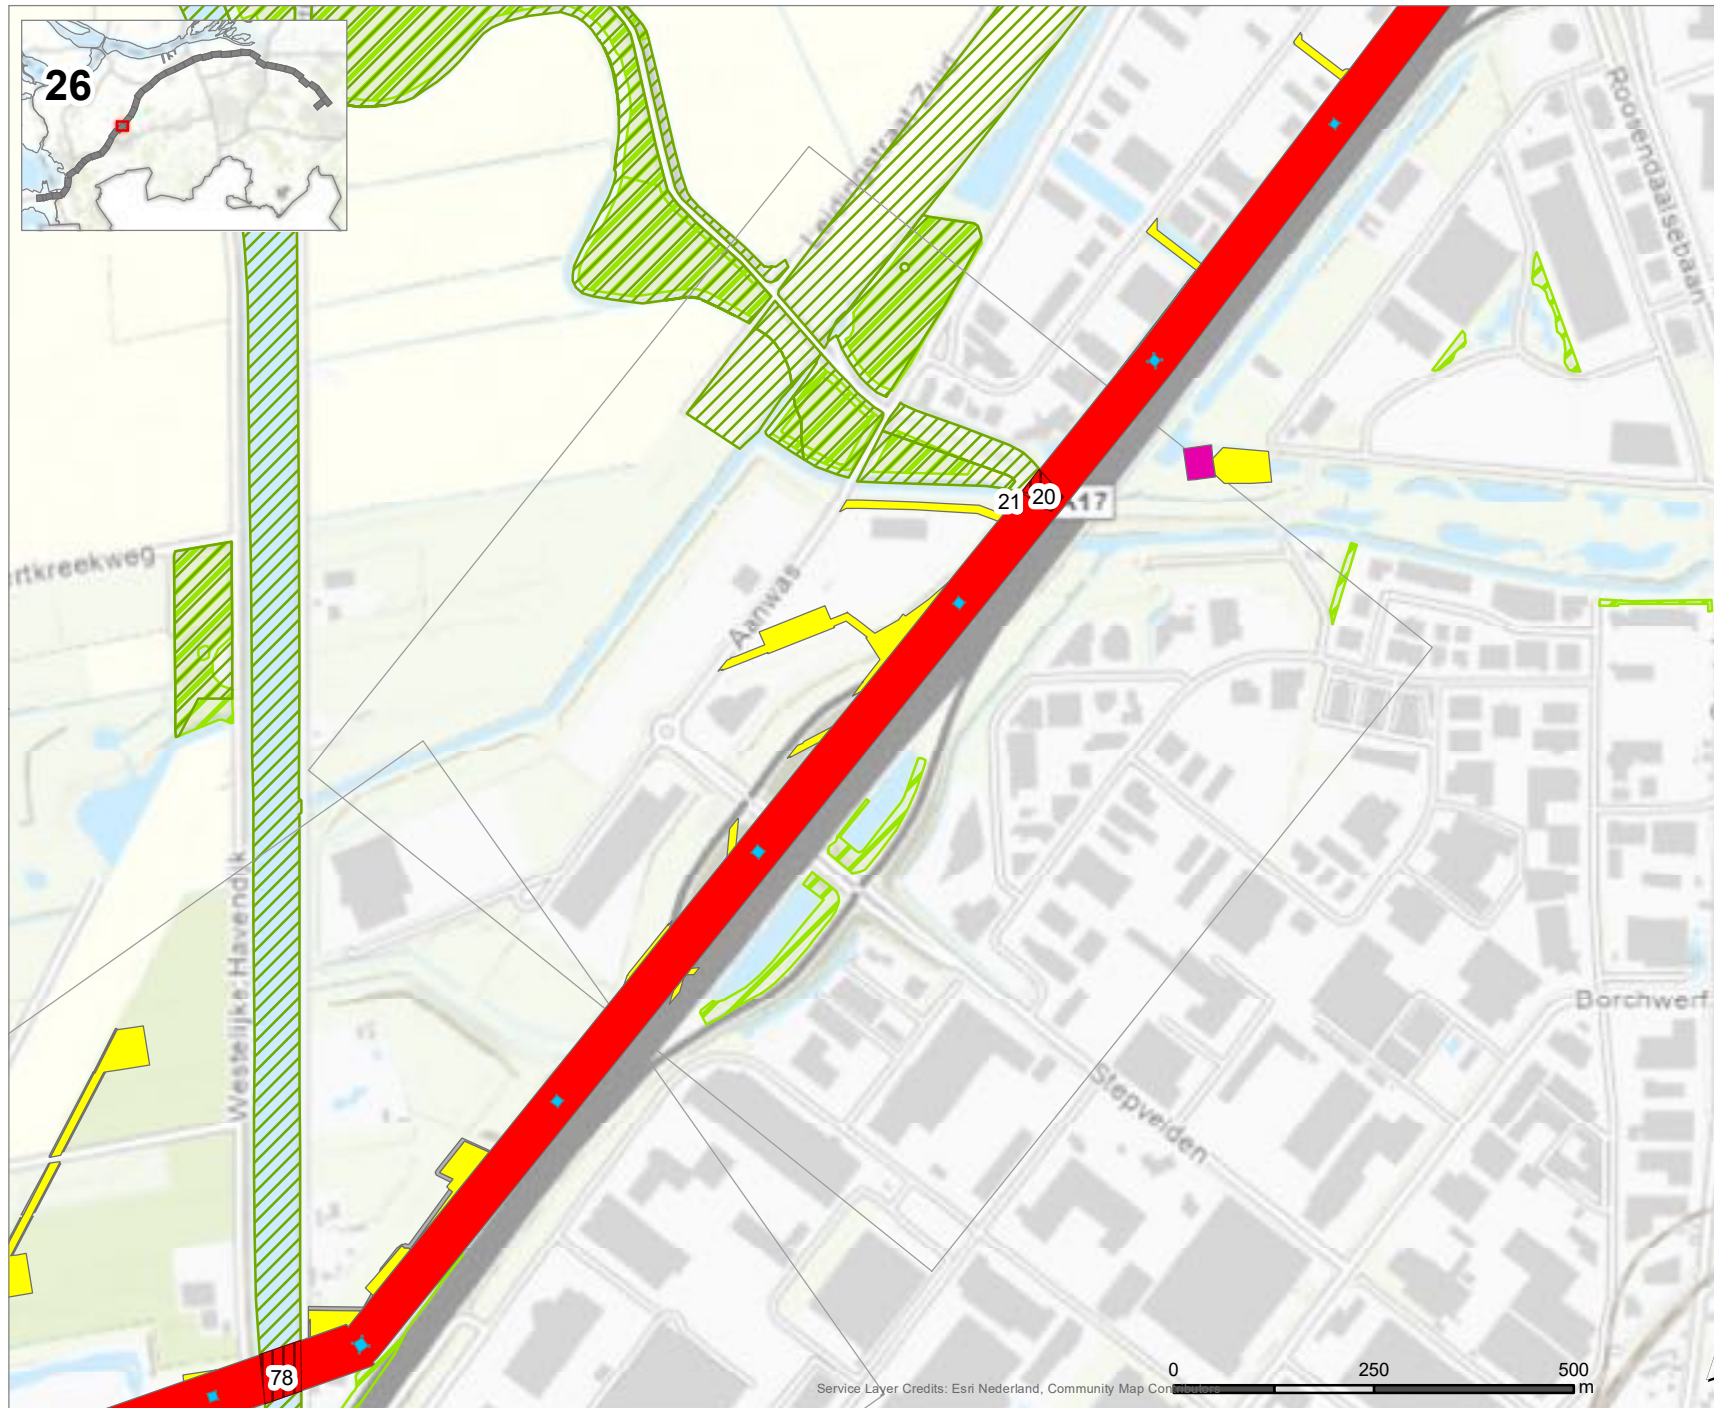 26
Leidingstraat Zuid
Roosendaalsebaan
21
20
A17
rtkreekweg
Aanwas
Westelijke Havendijk
Borchwerf
Stepvelden
78
0
250
500
m
Service Layer Credits: Esri Nederland, Community Map Contributors